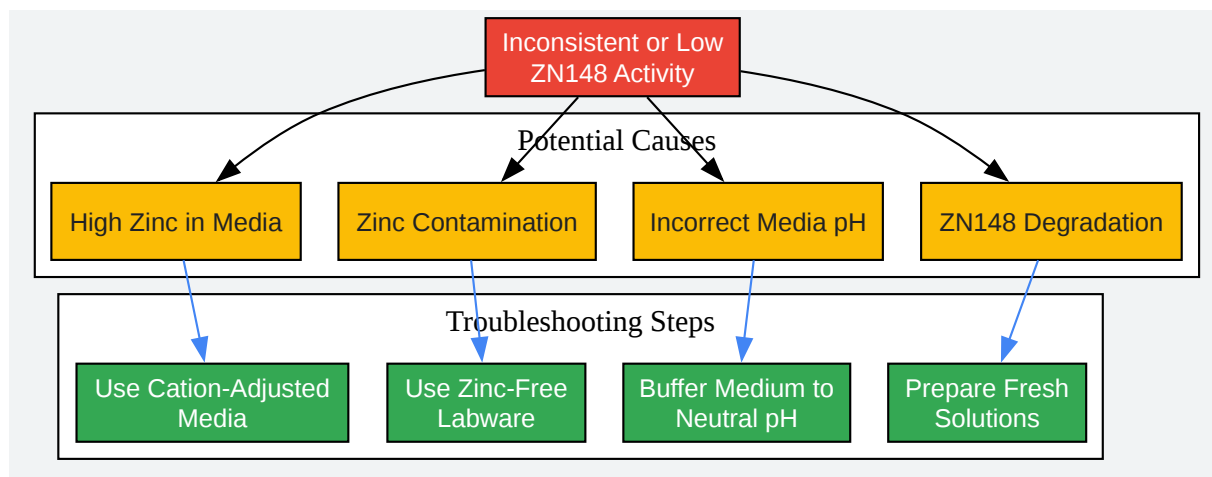 Inconsistent or Low
ZN148 Activity
Potential Causes
High Zinc in Media
Zinc Contamination
Incorrect Media pH
ZN148 Degradation
Troubleshooting Steps
Use Cation-Adjusted
Media
Use Zinc-Free
Labware
Buffer Medium to
Neutral pH
Prepare Fresh
Solutions